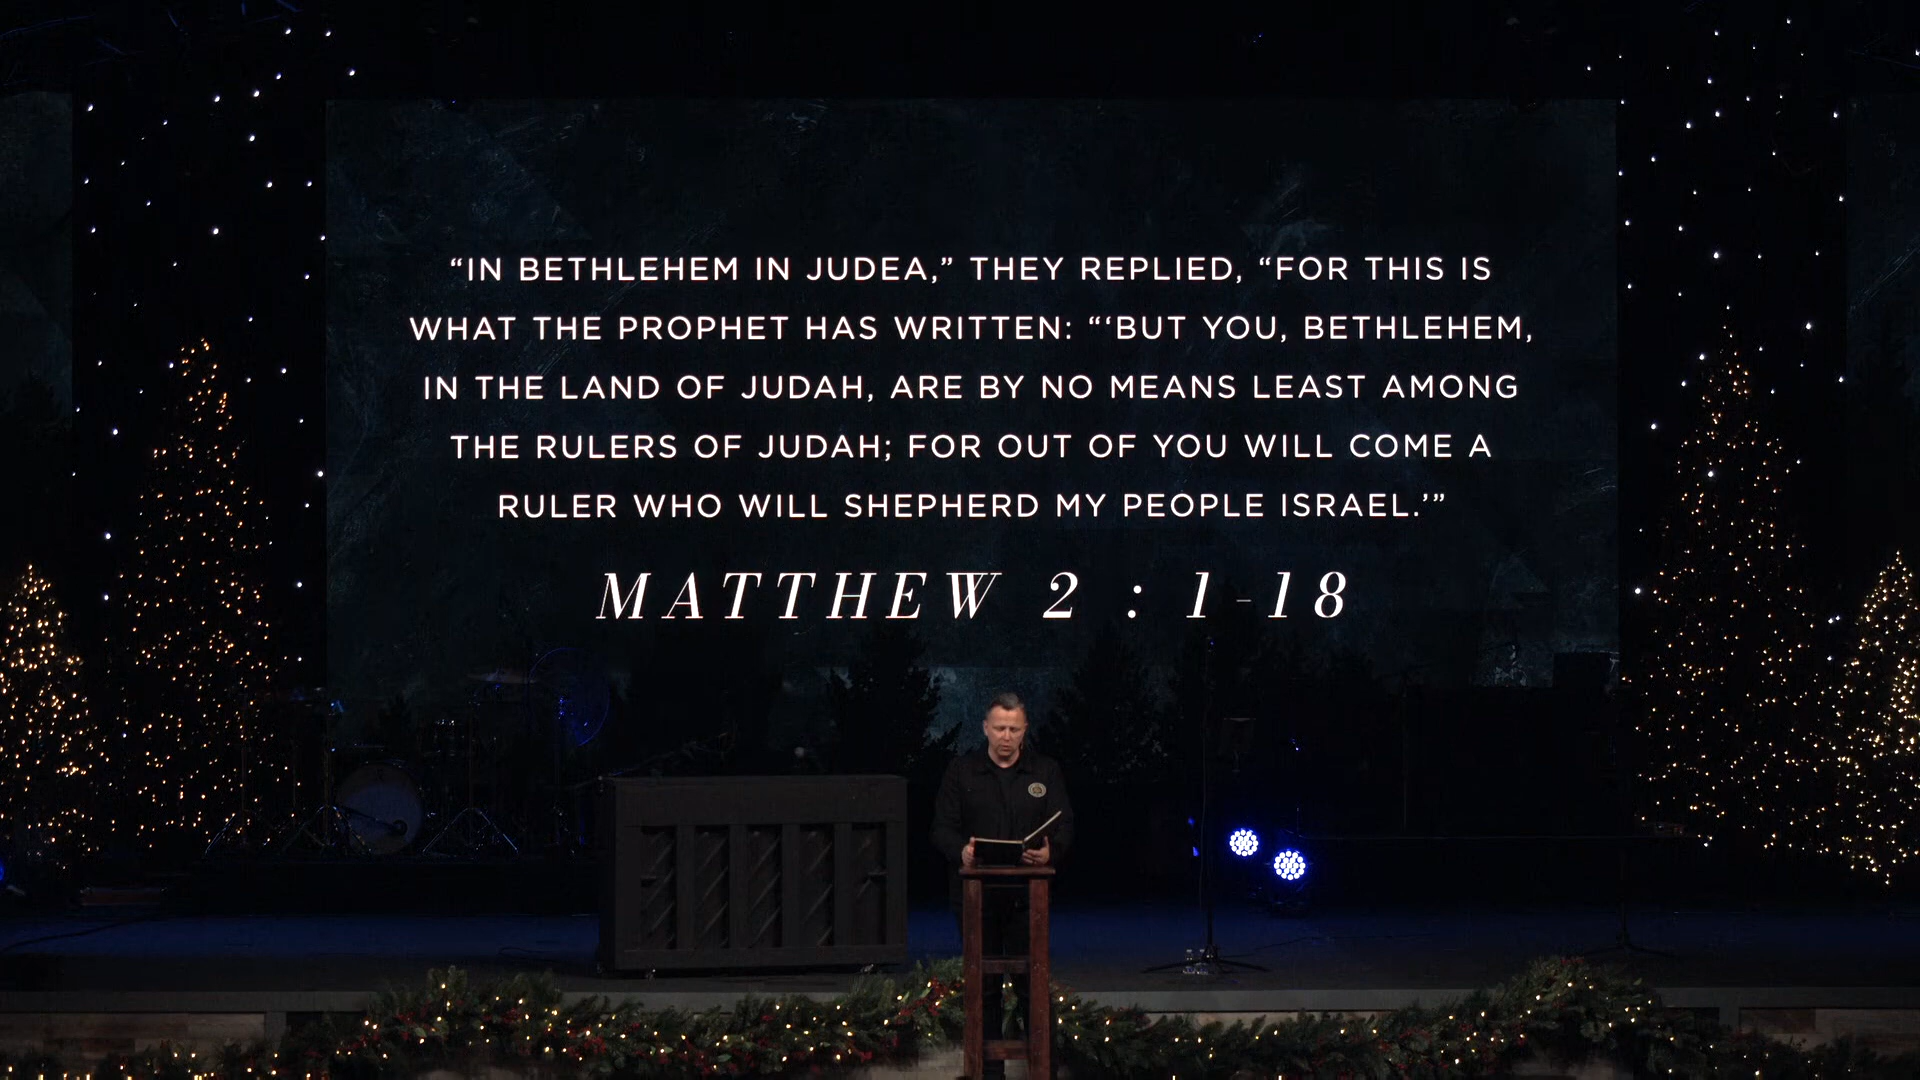 “IN BETHLEHEM IN JUDEA,” THEY REPLIED, “FOR THIS IS
WHAT THE PROPHET HAS WRITTEN: “‘BUT YOU, BETHLEHEM,
IN THE LAND OF JUDAH, ARE BY NO MEANS LEAST AMONG
THE RULERS OF JUDAH; FOR OUT OF YOU WILL COME A
RULER WHO WILL SHEPHERD MY PEOPLE ISRAEL.’”
MATTHEW 2 : 1-18